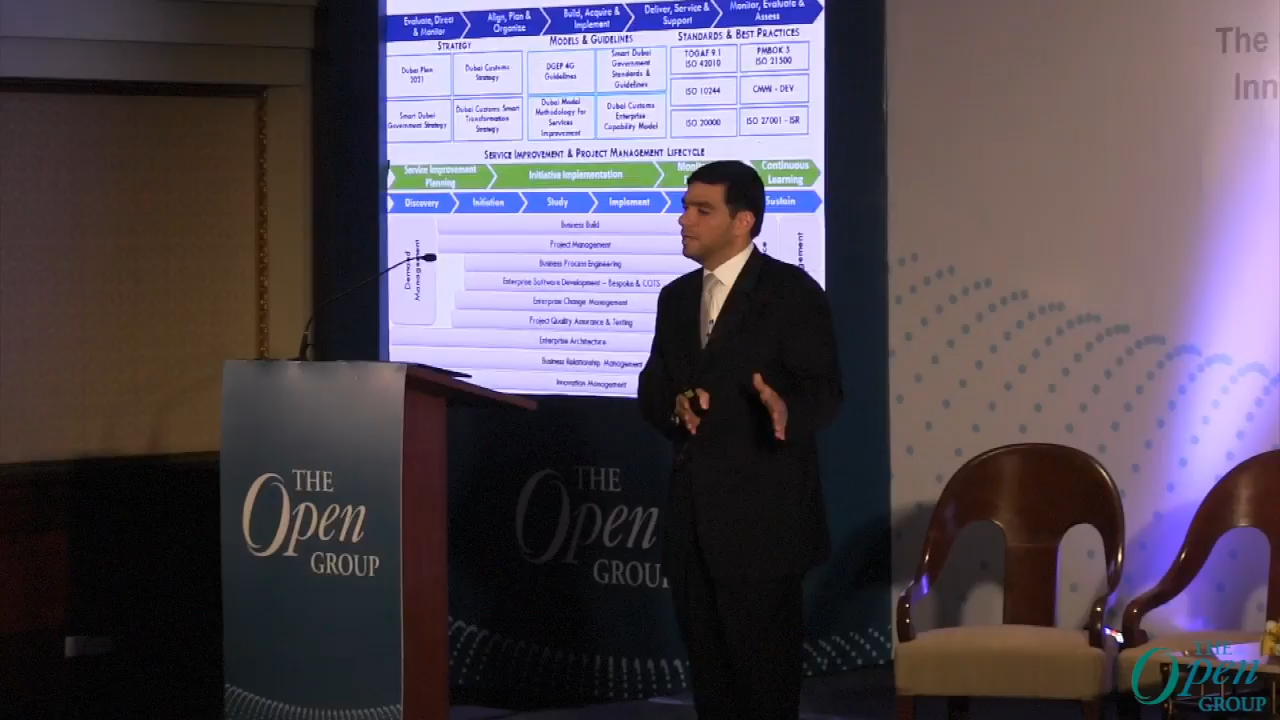 Evaluate, Direct & Monitor
Align, Plan & Organise
Build, Acquire & Implement
Deliver, Service & Support
Monitor, Evaluate & Assess
STRATEGY
MODELS & GUIDELINES
STANDARDS & BEST PRACTICES
Dubai Plan 2021
Dubai Customs Strategy
DGEP 4G Guidelines
Smart Dubai Government Standards & Guidelines
TOGAF 9.1 ISO 42010
PMBOK 5 ISO 21500
ISO 10244
CMMI - DEV
Smart Dubai Government Strategy
Dubai Customs Smart Transformation Strategy
Dubai Model Methodology for Services Improvement
Dubai Customs Enterprise Capability Model
ISO 20000
ISO 27001 - ISR
SERVICE IMPROVEMENT & PROJECT MANAGEMENT LIFECYCLE
Service Improvement Planning
Initiative Implementation
Continuous Learning
Discovery
Initiation
Study
Implement
Sustain
Demand Management
Business Build
Project Management
Business Process Engineering
Enterprise Software Development – Bespoke & COTS
Enterprise Change Management
Project Quality Assurance & Testing
Enterprise Architecture
Business Relationship Management
Innovation Management
The
Inn
THE
Open
GROUP
THE
Open
GROU
THE
Open
GROUP